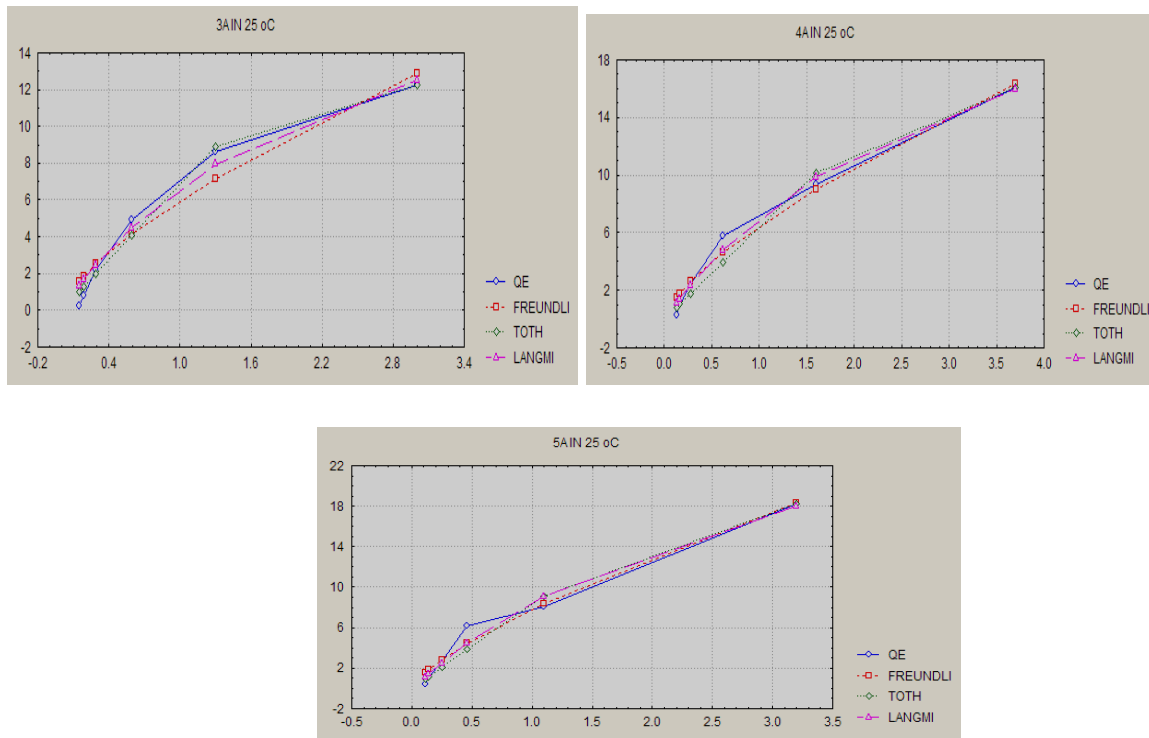 3AIN 25 oC
14
12
10
8
6
4
2
0
-2
-0.2 0.4 1.0 1.6 2.2 2.8 3.4
QE
FREUNDLI
TOTH
LANGMI
4AIN 25 oC
18
14
10
6
2
-2
-0.5 0.0 0.5 1.0 1.5 2.0 2.5 3.0 3.5 4.0
QE
FREUNDLI
TOTH
LANGMI
5AIN 25 oC
22
18
14
10
6
2
-2
-0.5 0.0 0.5 1.0 1.5 2.0 2.5 3.0 3.5
QE
FREUNDLI
TOTH
LANGMI